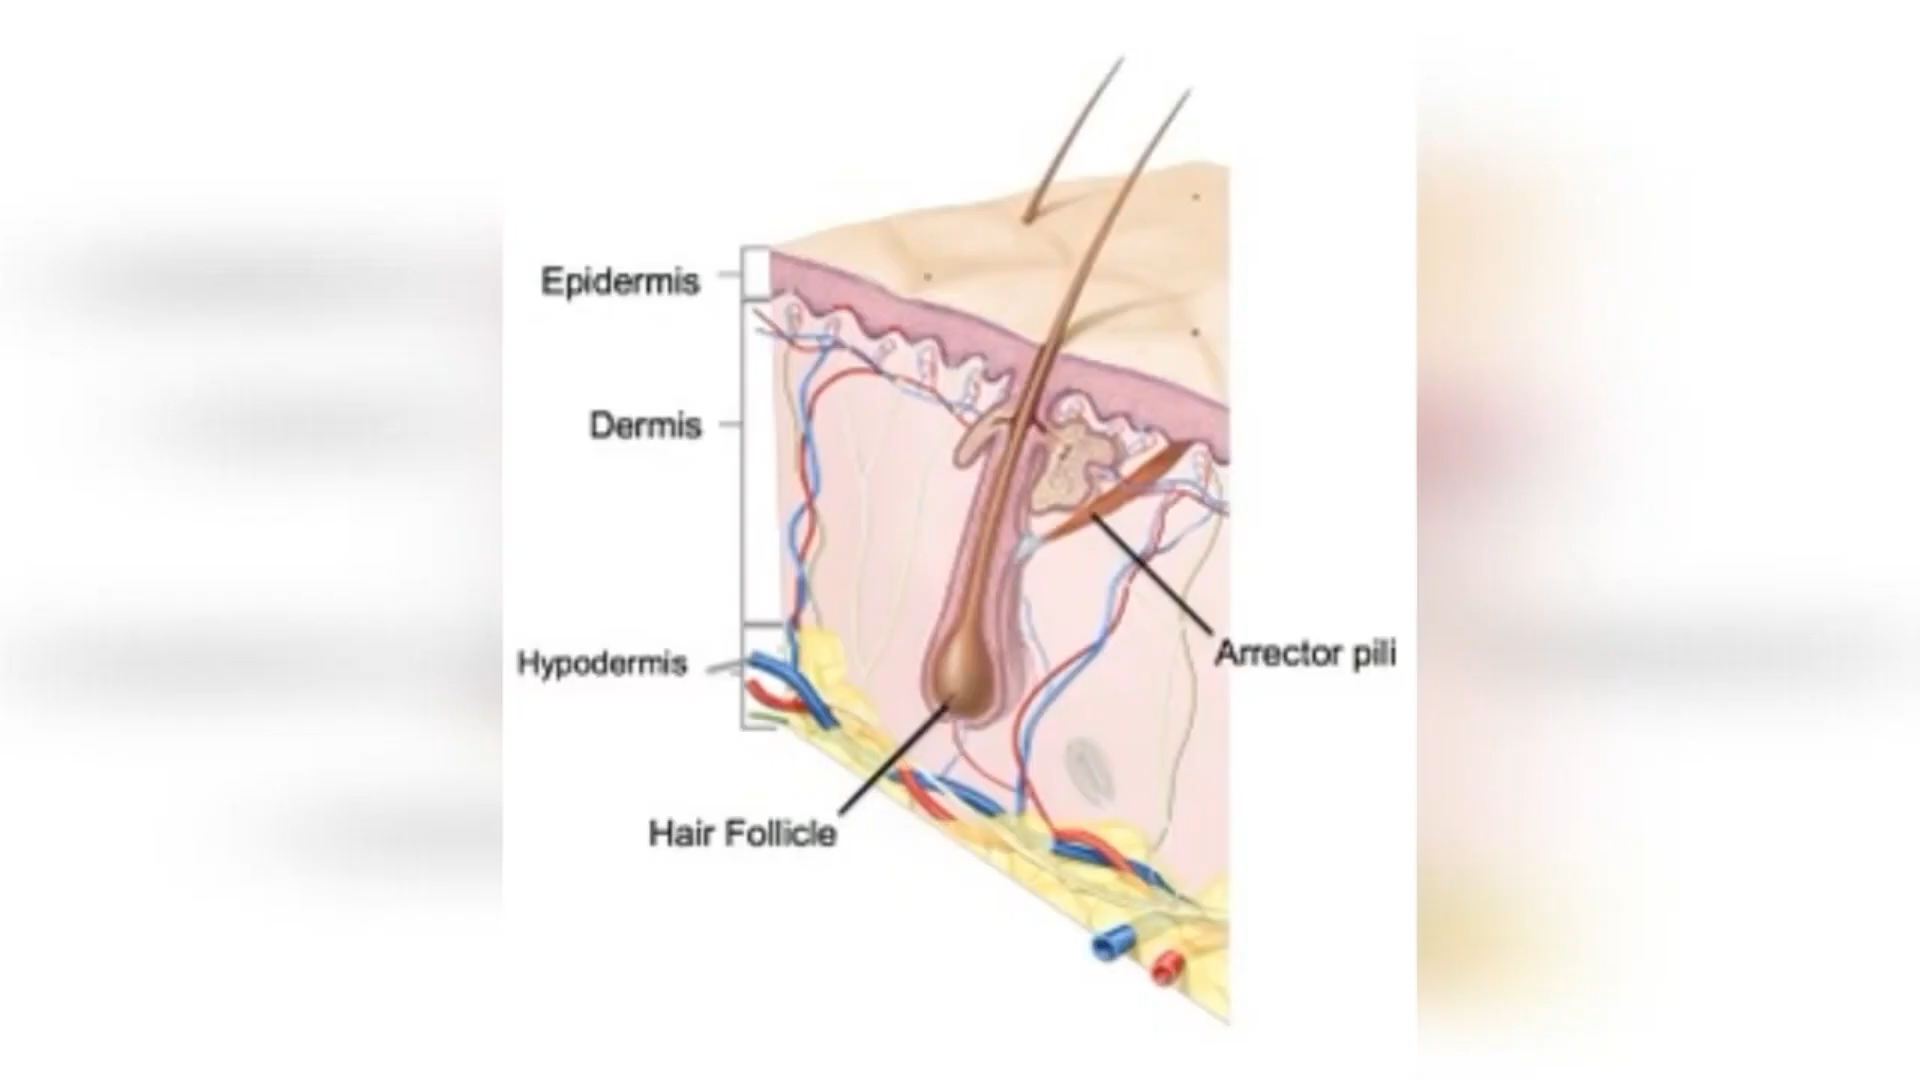 Epidermis
Dermis
Hypodermis
Arrector pili
Hair Follicle